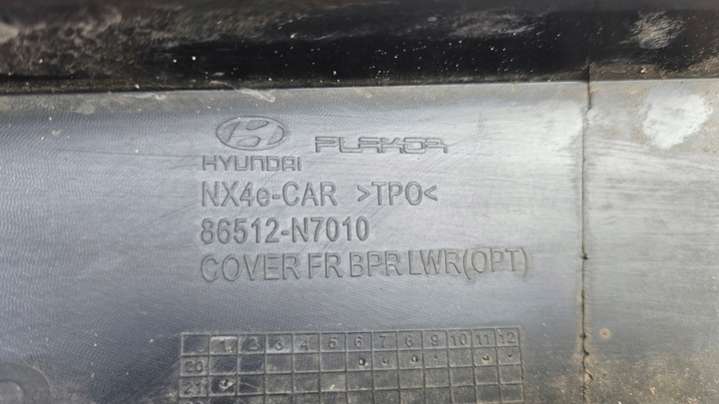 HYUNDAI PLAKOR
NX4e-CAR >TPO<
86512-N7010
COVER FR BPR LWR(OPT)
1 2 3 4 5 6 7 8 9 10 11 12
20
21